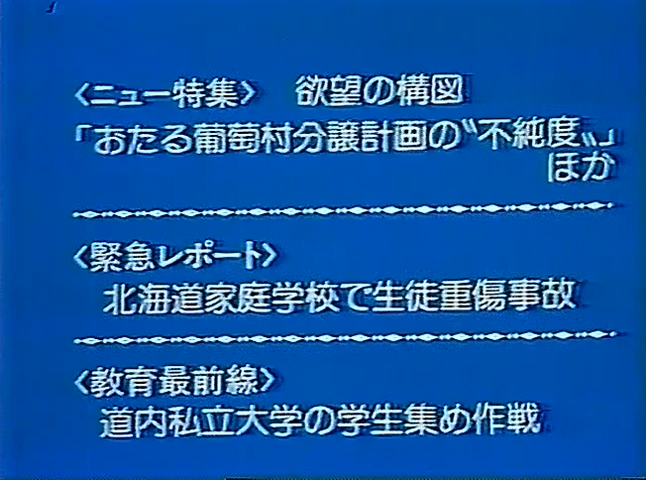 〈ニュー特集〉 欲望の構図
「おたる葡萄村分譲計画の〝不純度〟」
ほか
〈緊急レポート〉
北海道家庭学校で生徒重傷事故
〈教育最前線〉
道内私立大学の学生集め作戦